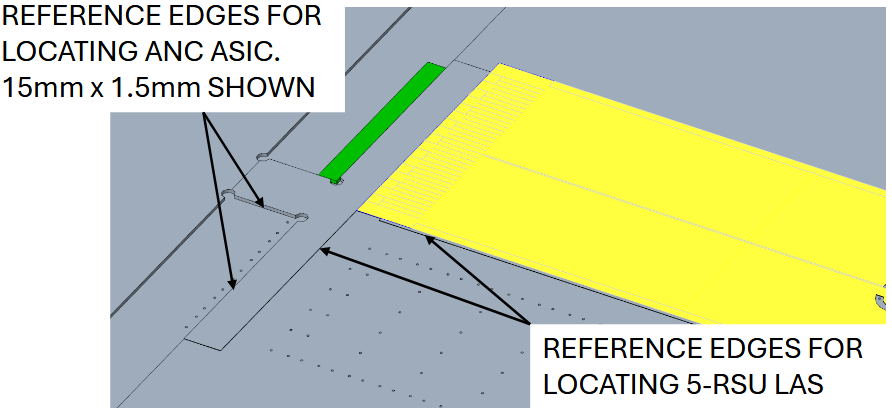 REFERENCE EDGES FOR
LOCATING ANC ASIC.
15mm x 1.5mm SHOWN
REFERENCE EDGES FOR
LOCATING 5-RSU LAS